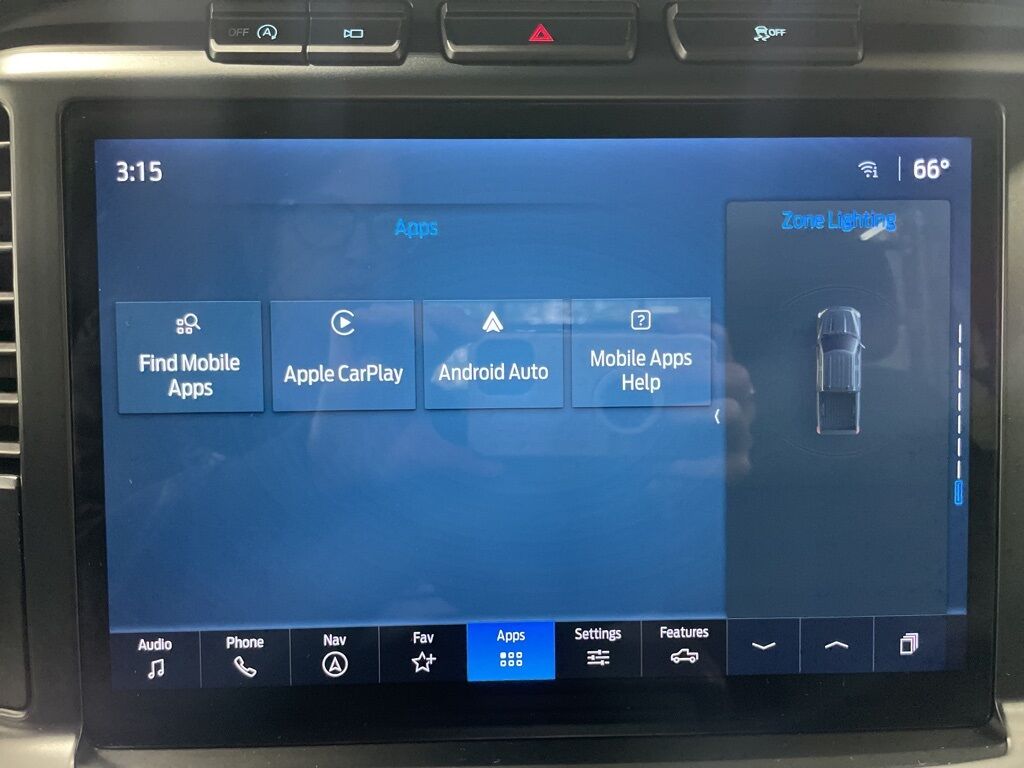 OFF
OFF
3:15
66°
Apps
Zone Lighting
Find Mobile
Apps
Apple CarPlay
Android Auto
Mobile Apps
Help
Audio
Phone
Nav
Fav
Apps
Settings
Features